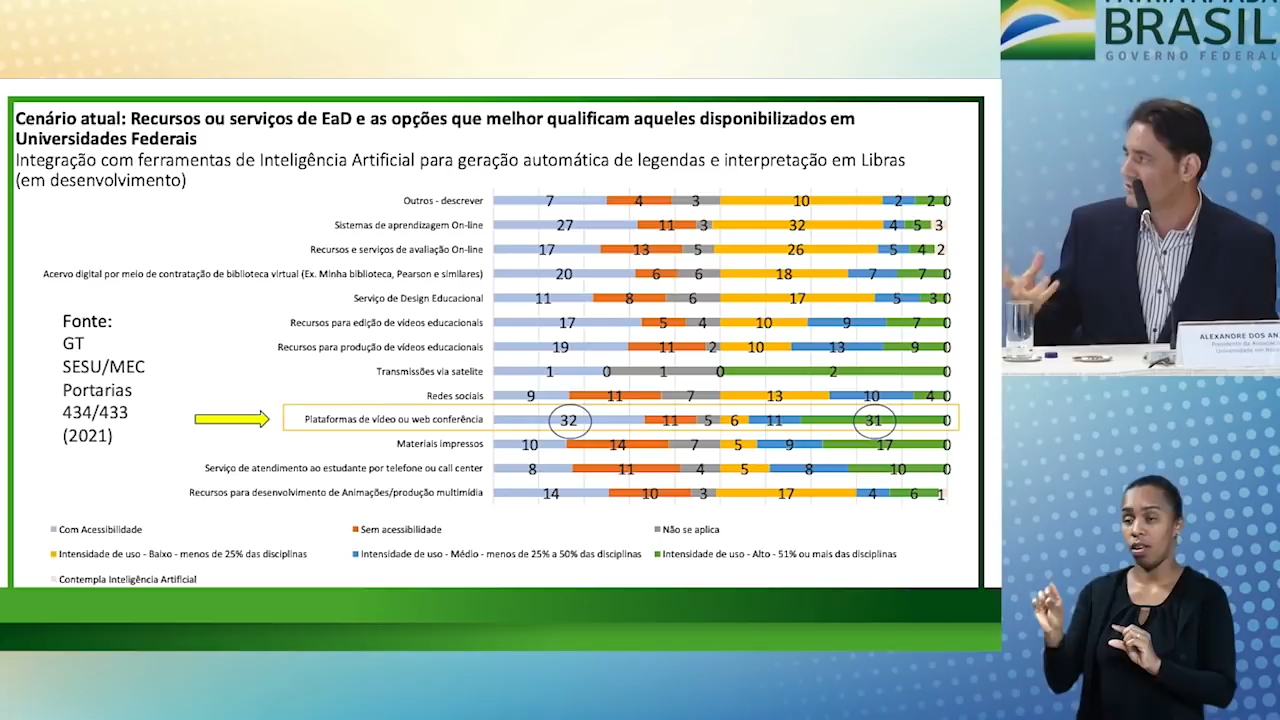 Cenário atual: Recursos ou serviços de EaD e as opções que melhor qualificam aqueles disponibilizados em
Universidades Federais
Integração com ferramentas de Inteligência Artificial para geração automática de legendas e interpretação em Libras
(em desenvolvimento)
Outros - descrever 7 4 3 10 2 2 0
Sistemas de aprendizagem On-line 27 11 3 32 4 5 3
Recursos e serviços de avaliação On-line 17 13 5 26 5 4 2
Acervo digital por meio de contratação de biblioteca virtual (Ex. Minha biblioteca, Pearson e similares) 20 6 6 18 7 7 0
Serviço de Design Educacional 11 8 6 17 5 3 0
Recursos para edição de vídeos educacionais 17 5 4 10 9 7 0
Recursos para produção de vídeos educacionais 19 11 2 10 13 9 0
Transmissões via satelite 1 0 1 0 2 0
Redes sociais 9 11 7 13 10 4 0
Plataformas de vídeo ou web conferência 32 11 5 6 11 31 0
Materiais impressos 10 14 7 5 9 17 0
Serviço de atendimento ao estudante por telefone ou call center 8 11 4 5 8 10 0
Recursos para desenvolvimento de Animações/produção multimídia 14 10 3 17 4 6 1
Fonte:
GT
SESU/MEC
Portarias
434/433
(2021)
Com Acessibilidade Sem acessibilidade Não se aplica
Intensidade de uso - Baixo - menos de 25% das disciplinas Intensidade de uso - Médio - menos de 25% a 50% das disciplinas Intensidade de uso - Alto - 51% ou mais das disciplinas
Contempla Inteligência Artificial
BRASIL
GOVERNO FEDERAL
ALEXANDRE DOS AN